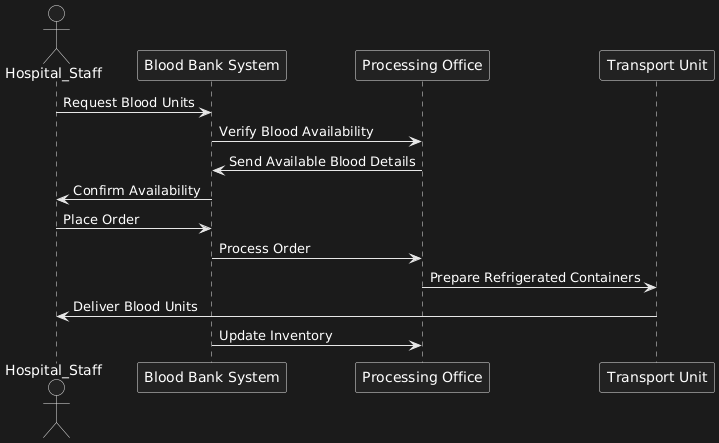 Hospital_Staff
Blood Bank System
Processing Office
Transport Unit
Request Blood Units
Verify Blood Availability
Send Available Blood Details
Confirm Availability
Place Order
Process Order
Prepare Refrigerated Containers
Deliver Blood Units
Update Inventory
Hospital_Staff
Blood Bank System
Processing Office
Transport Unit